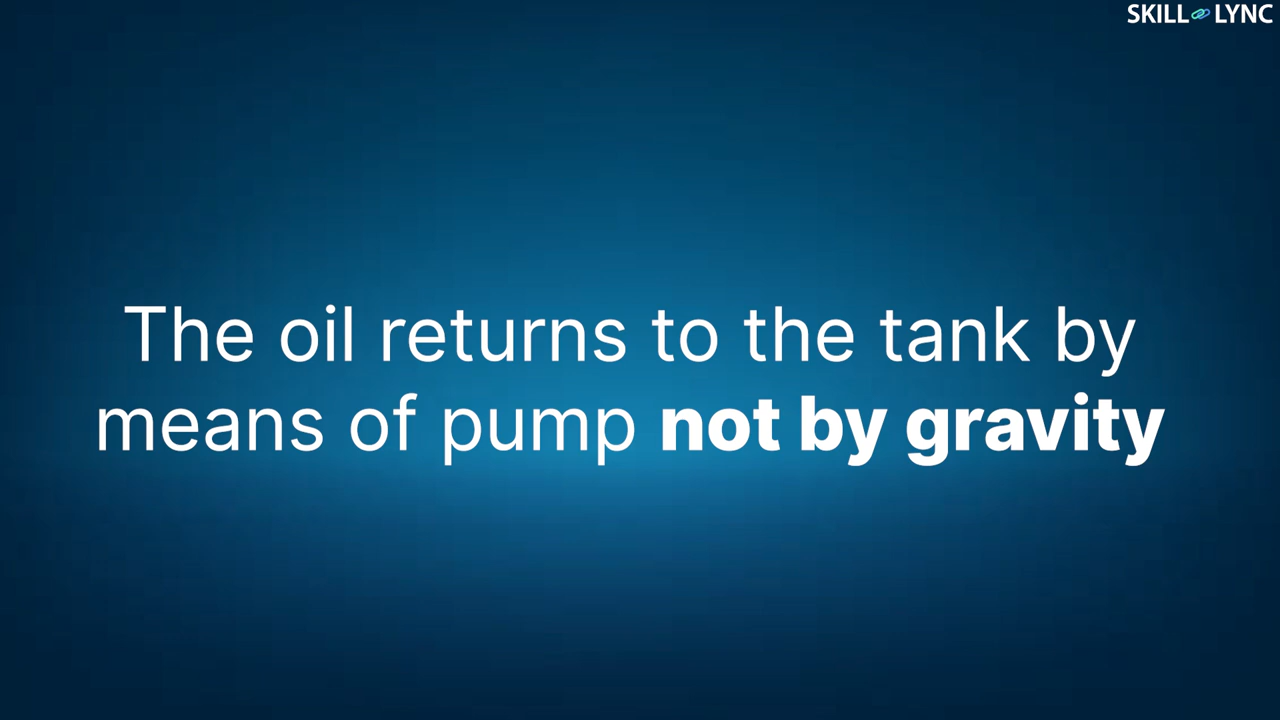 SKILL LYNC
The oil returns to the tank by
means of pump not by gravity